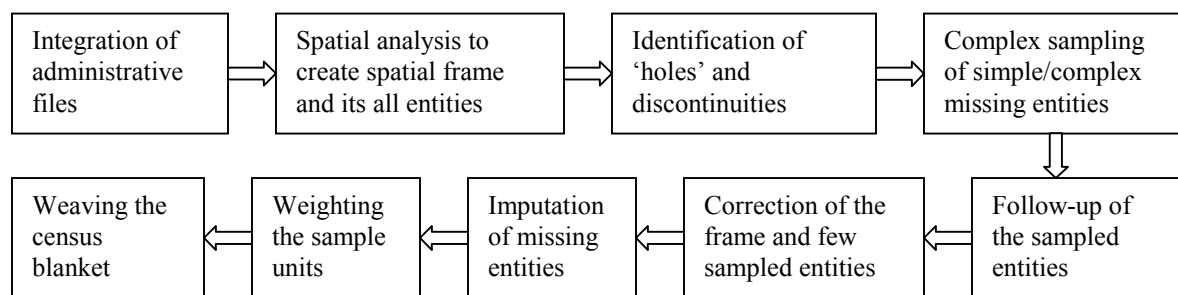 Integration of
administrative
files
Spatial analysis to
create spatial frame
and its all entities
Identification of
‘holes’ and
discontinuities
Complex sampling
of simple/complex
missing entities
Follow-up of
the sampled
entities
Correction of the
frame and few
sampled entities
Imputation
of missing
entities
Weighting
the sample
units
Weaving the
census
blanket